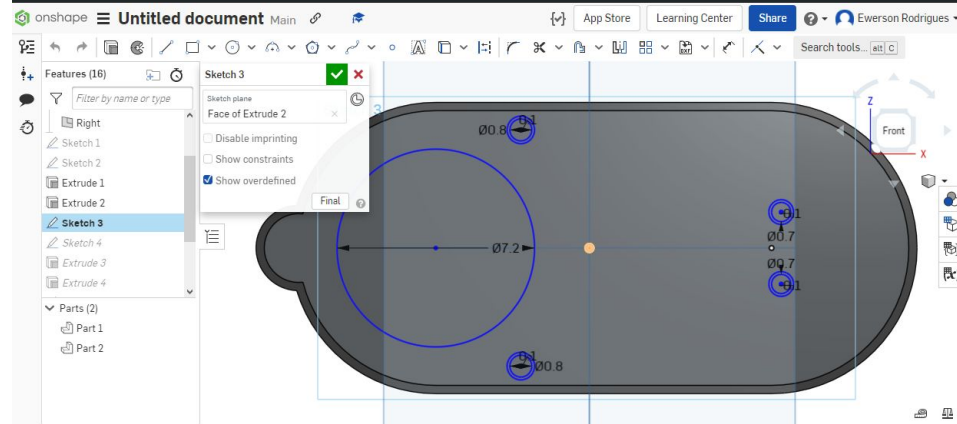 onshape Untitled document Main App Store Learning Center Share Ewerson Rodrigues
Search tools... alt C
Features (16)
Filter by name or type
Right
Sketch 1
Sketch 2
Extrude 1
Extrude 2
Sketch 3
Sketch 4
Extrude 3
Extrude 4
Parts (2)
Part 1
Part 2
Sketch 3
Sketch plane
Face of Extrude 2
Disable imprinting
Show constraints
Show overdefined
Final
3
0.1
Ø0.8
Ø7.2
0.1
Ø0.7
Ø0.7
0.1
0.1
Ø0.8
Z
Front
X